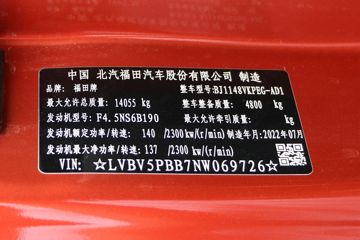 中国 北汽福田汽车股份有限公司 制造
品牌：福田牌 整车型号：BJ1148VKPEG-AD1
最大允许总质量：14055 kg 整车整备质量：4800 kg
发动机型号：F4.5NS6B190 最大允许牵引质量： kg
发动机额定功率/转速：140 /2300 kw/(r/min) 制造年月：2022年07月
发动机最大净功率/转速：137 /2300 kw/(r/min)
VIN：☆LVBV5PBB7NW069726☆